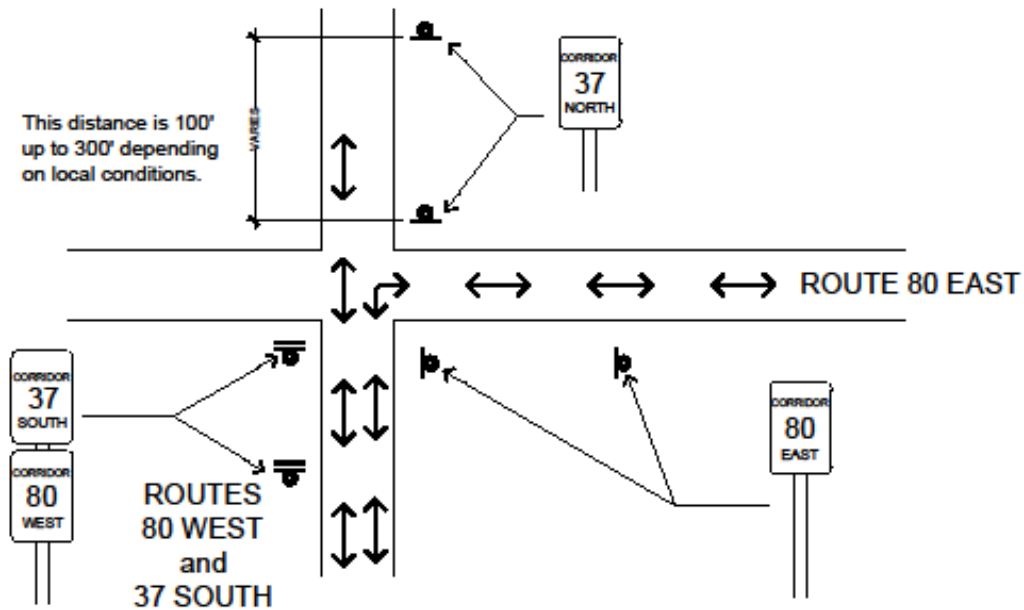 CORRIDOR
37
NORTH
This distance is 100'
up to 300' depending
on local conditions.
VARIES
ROUTE 80 EAST
CORRIDOR
37
SOUTH
CORRIDOR
80
WEST
ROUTES
80 WEST
and
37 SOUTH
CORRIDOR
80
EAST